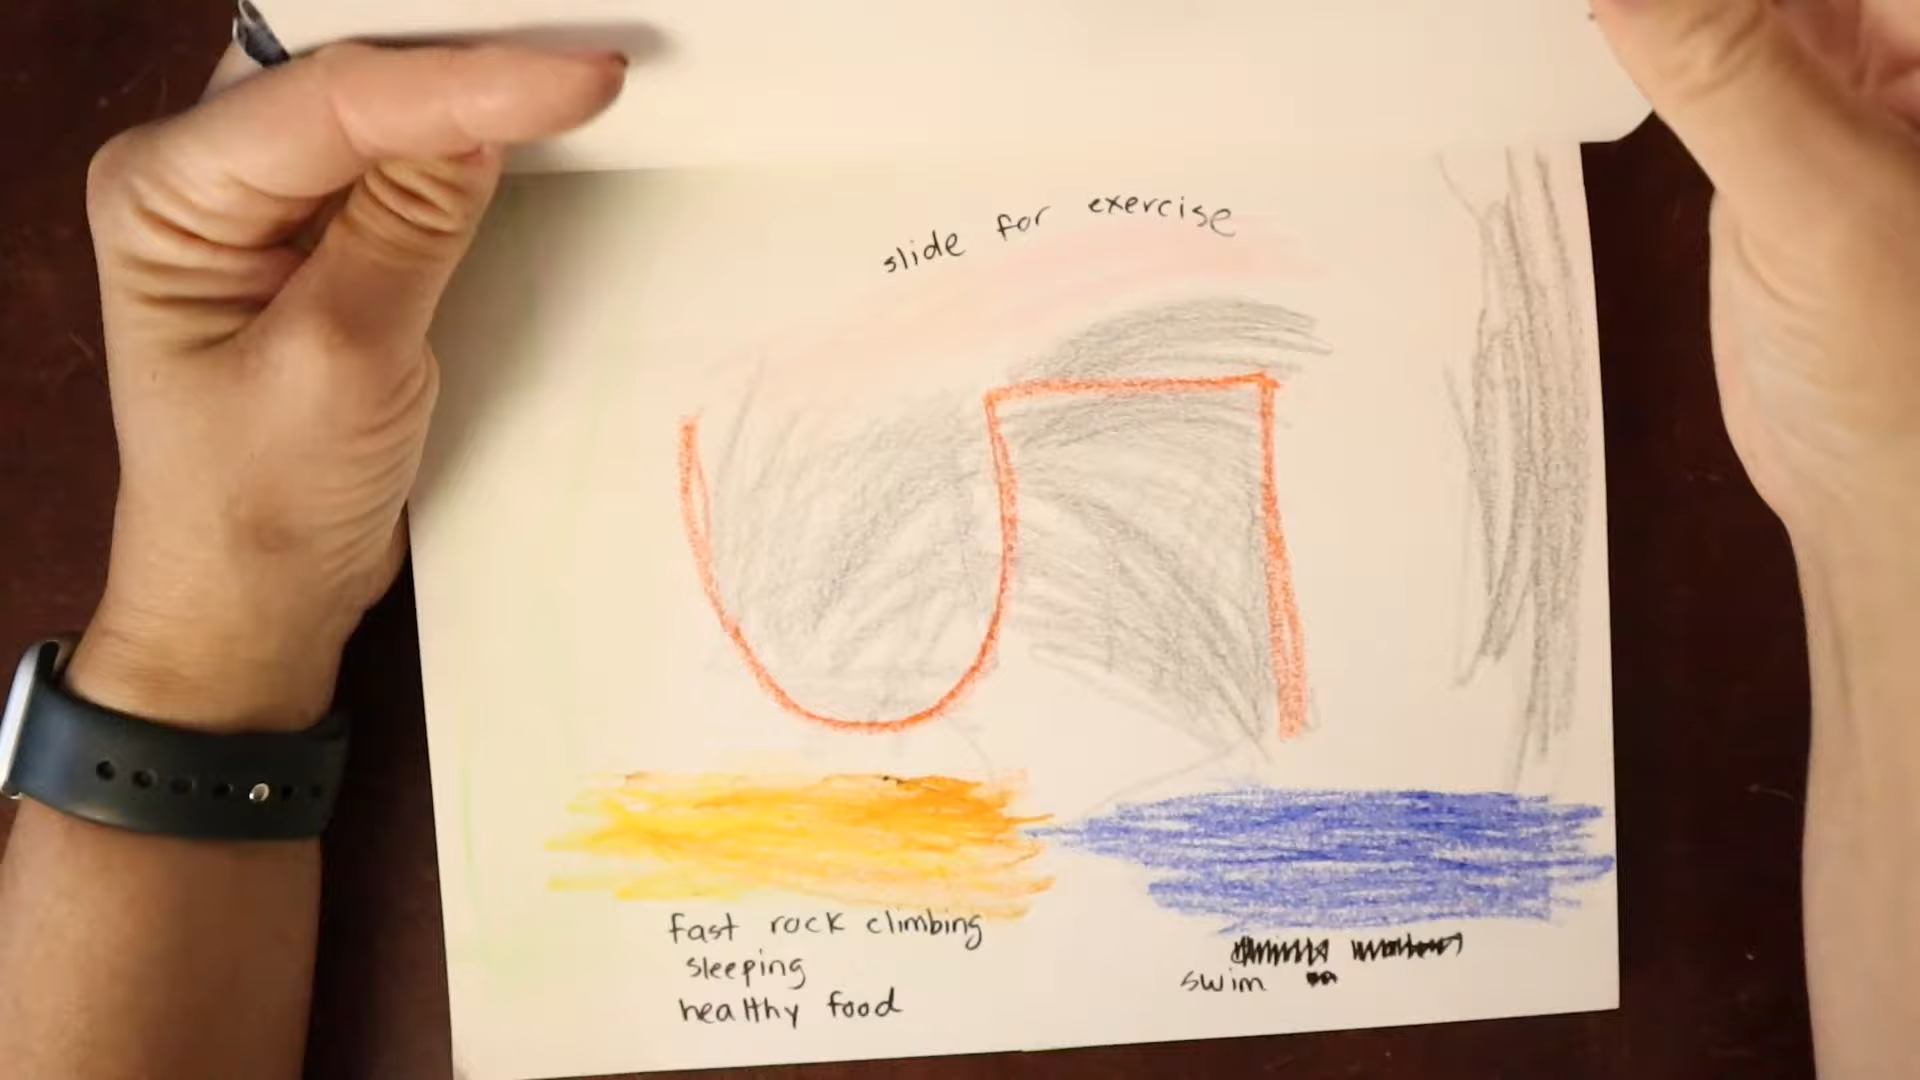 slide for exercise
fast rock climbing
sleeping
healthy food
swim